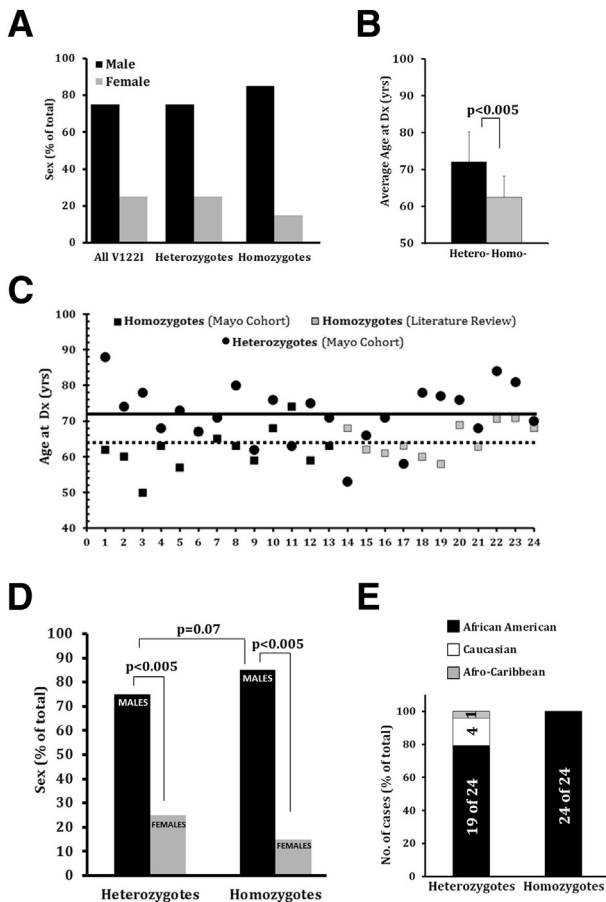 A
Male
Female
Sex (% of total)
100
80
60
40
20
0
All V122I Heterozygotes Homozygotes
B
Average Age at Dx (yrs)
100
90
80
70
60
50
p<0.005
Hetero- Homo-
C
Homozygotes (Mayo Cohort) Homozygotes (Literature Review)
Heterozygotes (Mayo Cohort)
Age at Dx (yrs)
100
90
80
70
60
50
40
0 1 2 3 4 5 6 7 8 9 10 11 12 13 14 15 16 17 18 19 20 21 22 23 24
D
Sex (% of total)
100
90
80
70
60
50
40
30
20
10
0
p=0.07
p<0.005
p<0.005
MALES
FEMALES
MALES
FEMALES
Heterozygotes Homozygotes
E
African American
Caucasian
Afro-Caribbean
No. of cases (% of total)
100
80
60
40
20
0
1
4
19 of 24
24 of 24
Heterozygotes Homozygotes